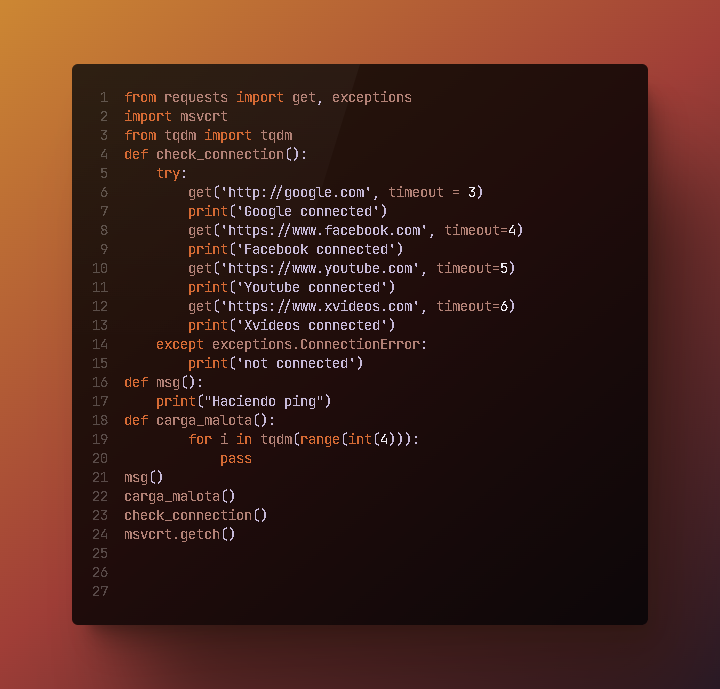 1 from requests import get, exceptions
2 import msvcrt
3 from tqdm import tqdm
4 def check_connection():
5     try:
6         get('http://google.com', timeout = 3)
7         print('Google connected')
8         get('https://www.facebook.com', timeout=4)
9         print('Facebook connected')
10         get('https://www.youtube.com', timeout=5)
11         print('Youtube connected')
12         get('https://www.xvideos.com', timeout=6)
13         print('Xvideos connected')
14     except exceptions.ConnectionError:
15         print('not connected')
16 def msg():
17     print("Haciendo ping")
18 def carga_malota():
19         for i in tqdm(range(int(4))):
20             pass
21 msg()
22 carga_malota()
23 check_connection()
24 msvcrt.getch()
25
26
27